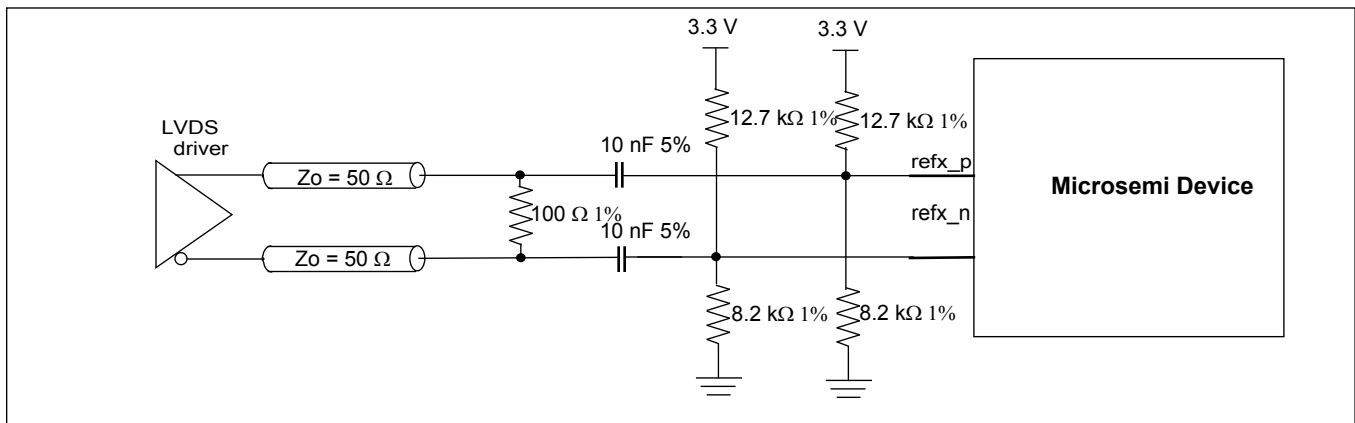 3.3 V
3.3 V
LVDS
driver
12.7 kΩ 1%
12.7 kΩ 1%
10 nF 5%
refx_p
Zo = 50 Ω
Microsemi Device
100 Ω 1%
refx_n
10 nF 5%
Zo = 50 Ω
8.2 kΩ 1%
8.2 kΩ 1%